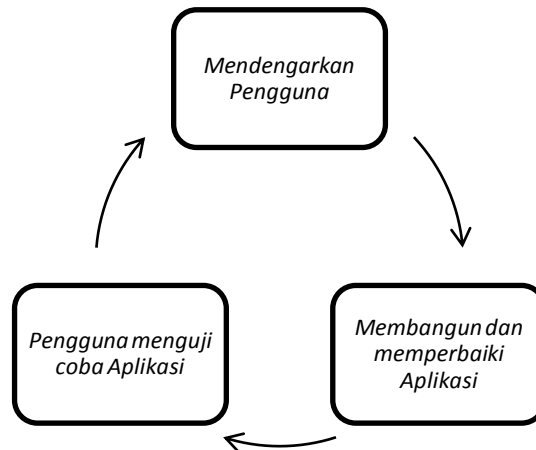 Mendengarkan
Pengguna
Pengguna menguji
coba Aplikasi
Membangun dan
memperbaiki
Aplikasi